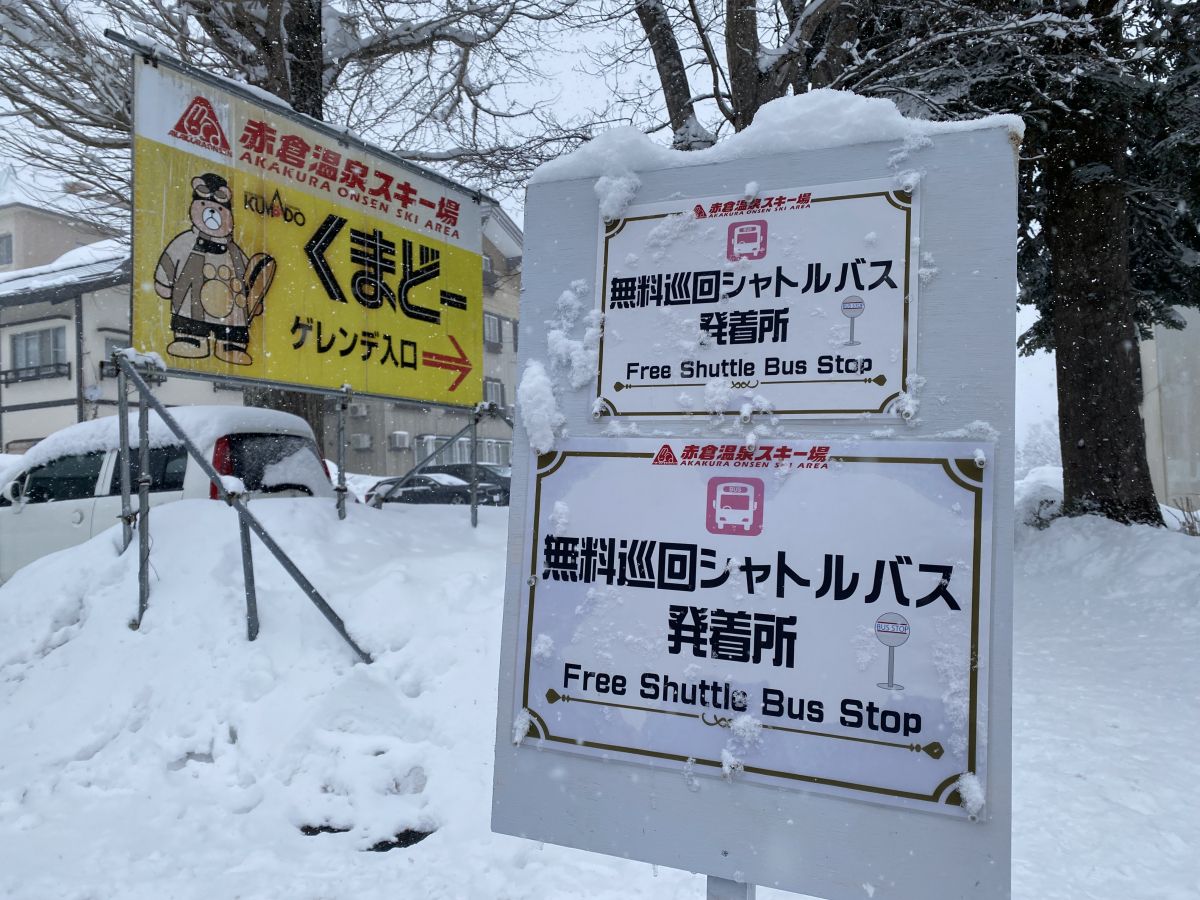 赤倉温泉スキー場
AKAKURA ONSEN SKI AREA
KUMADO
くまどー
ゲレンデ入口
赤倉温泉スキー場
AKAKURA ONSEN SKI AREA
無料巡回シャトルバス
発着所
BUS STOP
Free Shuttle Bus Stop
赤倉温泉スキー場
AKAKURA ONSEN SKI AREA
BUS
無料巡回シャトルバス
発着所
BUS STOP
Free Shuttle Bus Stop